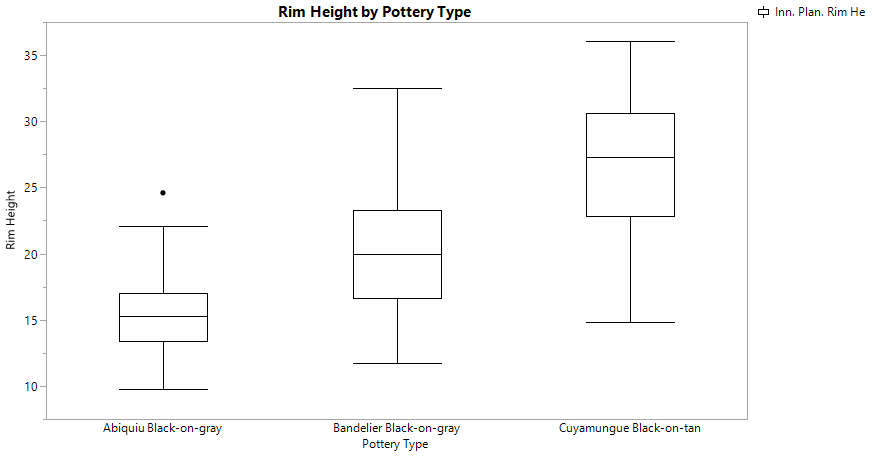 Rim Height by Pottery Type
Inn. Plan. Rim He
35
30
25
20
15
10
Rim Height
Abiquiu Black-on-gray
Bandelier Black-on-gray
Cuyamungue Black-on-tan
Pottery Type